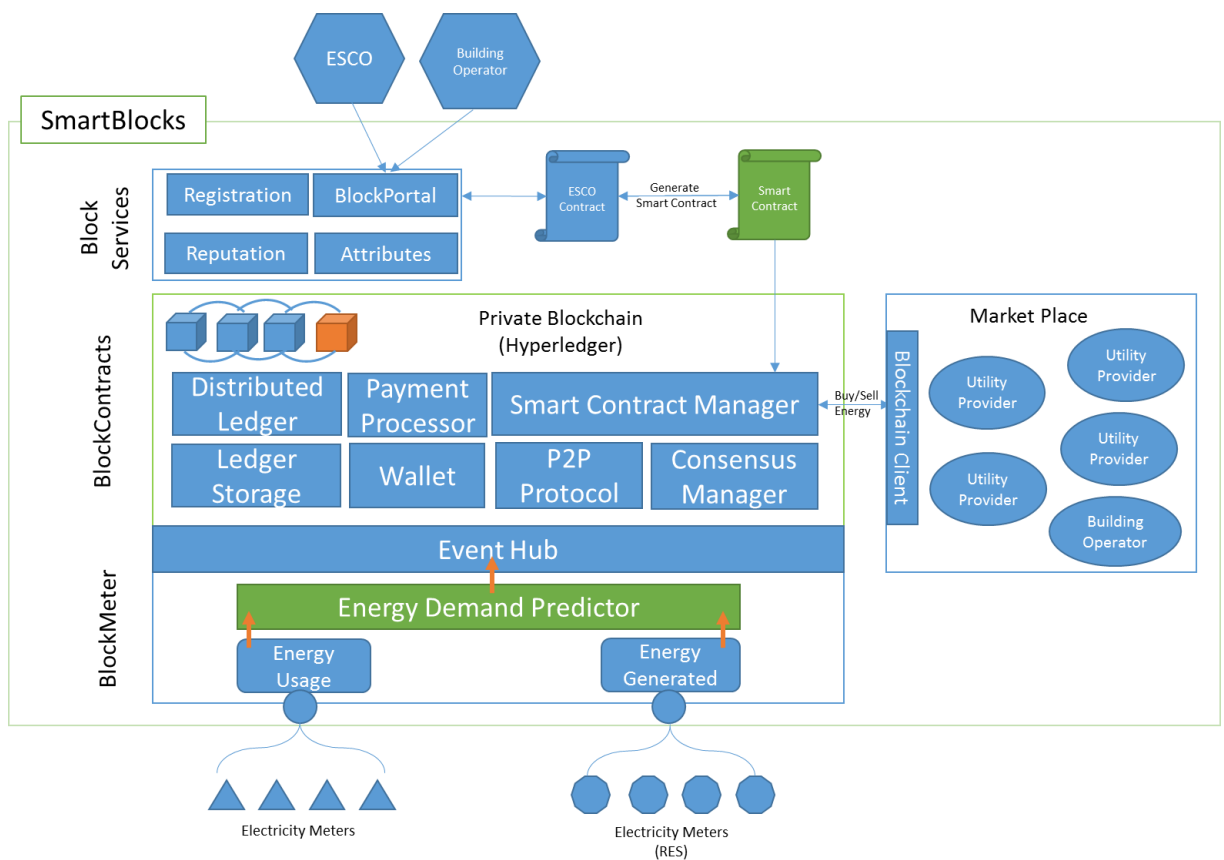 ESCO
Building
Operator
SmartBlocks
Block
Services
Registration
BlockPortal
Reputation
Attributes
ESCO
Contract
Generate
Smart Contract
Smart
Contract
BlockContracts
Private Blockchain
(Hyperledger)
Distributed
Ledger
Payment
Processor
Smart Contract Manager
Ledger
Storage
Wallet
P2P
Protocol
Consensus
Manager
Buy/Sell
Energy
Market Place
Blockchain Client
Utility
Provider
Utility
Provider
Utility
Provider
Utility
Provider
Building
Operator
BlockMeter
Event Hub
Energy Demand Predictor
Energy
Usage
Energy
Generated
Electricity Meters
Electricity Meters
(RES)